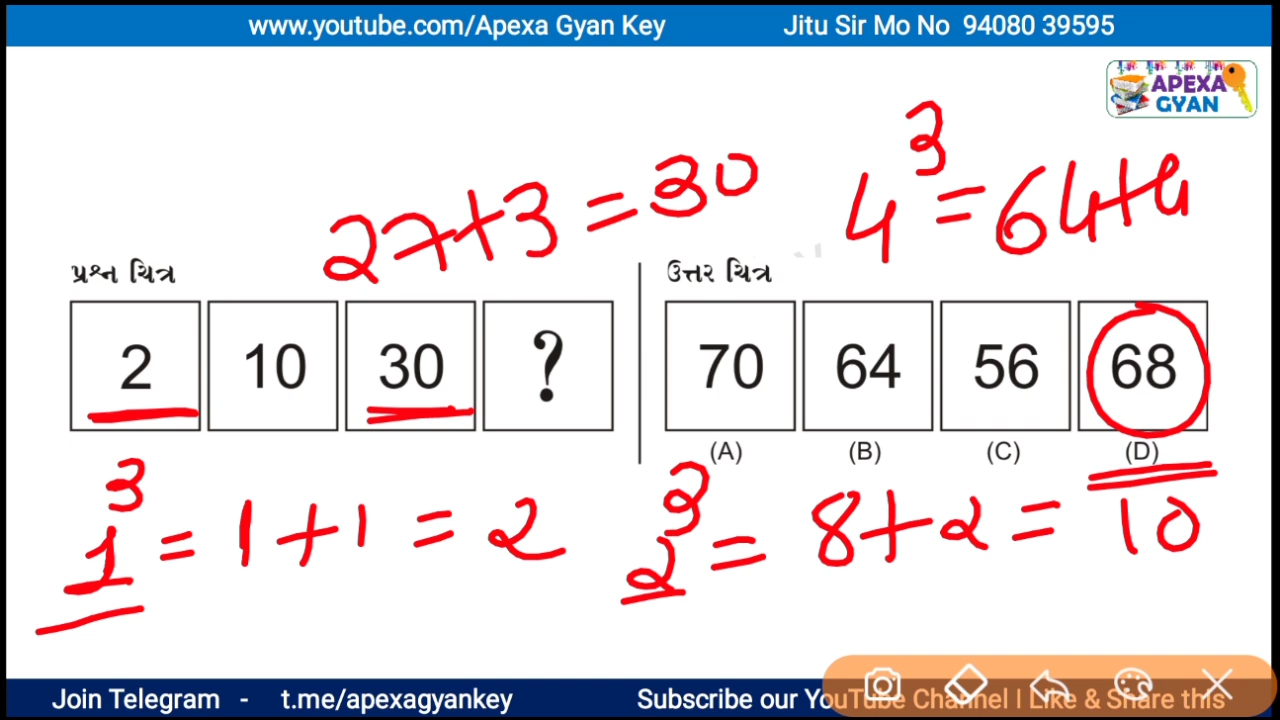 www.youtube.com/Apexa Gyan Key Jitu Sir Mo No 94080 39595
APEXA
GYAN
27+3=30 4³=64+4
પ્રશ્ન ચિત્ર ઉત્તર ચિત્ર
2 10 30 ? 70 64 56 68
(A) (B) (C) (D)
1³=1+1=2 2³=8+2=10
Join Telegram - t.me/apexagyankey Subscribe our YouTube Channel I Like & Share this